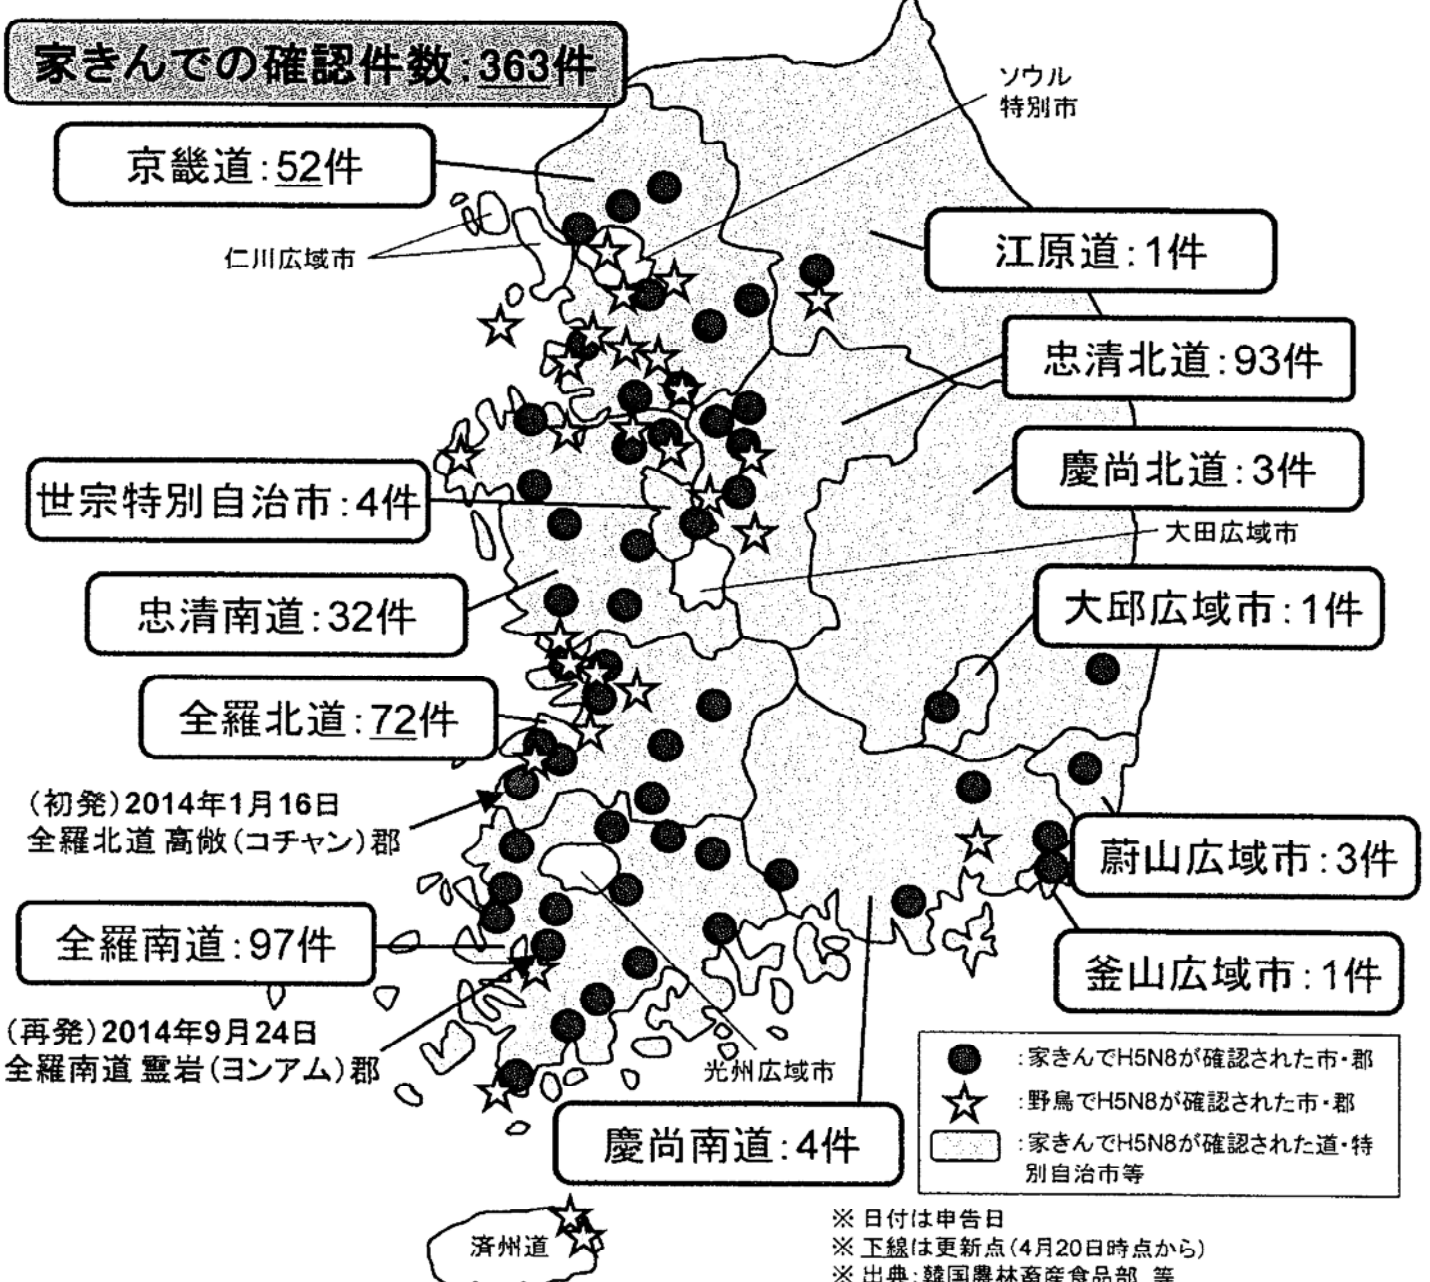 家きんでの確認件数:363件
ソウル
特別市
京畿道:52件
仁川広域市
江原道:1件
忠清北道:93件
慶尚北道:3件
世宗特別自治市:4件
大田広域市
忠清南道:32件
大邱広域市:1件
全羅北道:72件
(初発)2014年1月16日
全羅北道 高敞(コチャン)郡
蔚山広域市:3件
全羅南道:97件
釜山広域市:1件
(再発)2014年9月24日
全羅南道 霊岩(ヨンアム)郡
光州広域市
慶尚南道:4件
:家きんでH5N8が確認された市・郡
:野鳥でH5N8が確認された市・郡
:家きんでH5N8が確認された道・特
別自治市等
済州道
※ 日付は申告日
※ 下線は更新点(4月20日時点から)
※ 出典:韓国農林畜産食品部 等